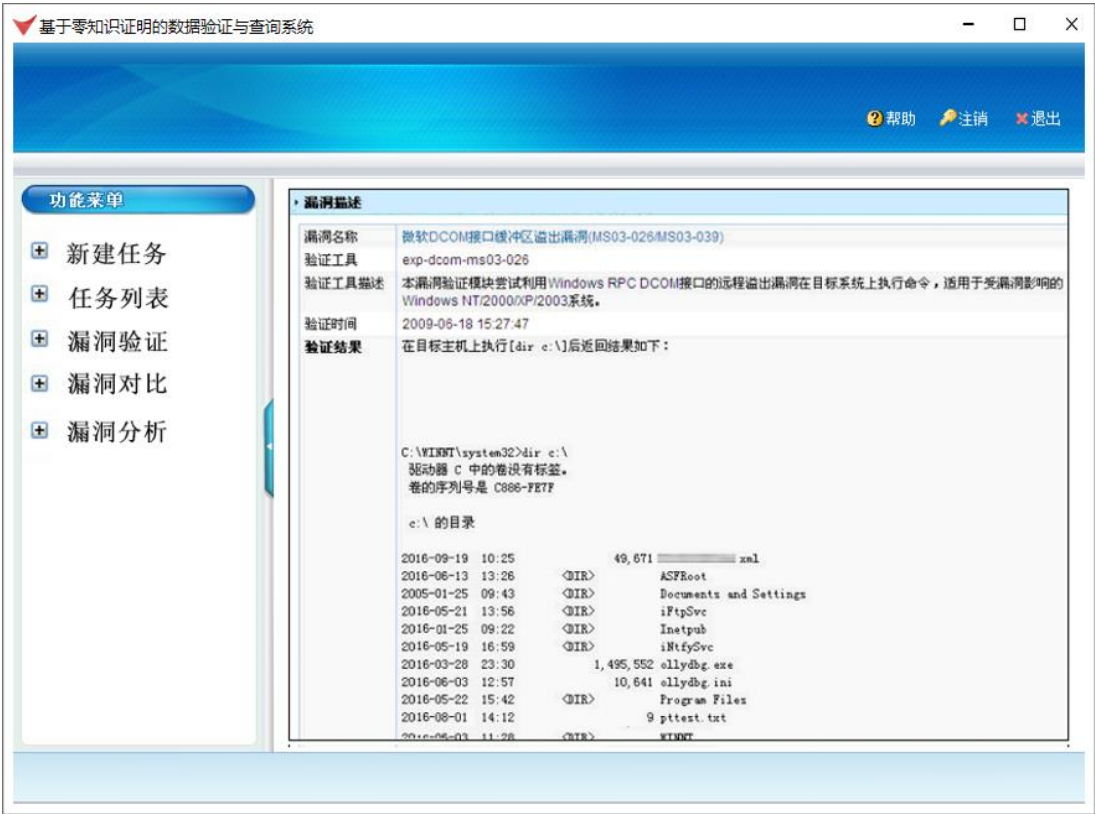 基于零知识证明的数据验证与查询系统
帮助 注销 退出
功能菜单
新建任务
任务列表
漏洞验证
漏洞对比
漏洞分析
漏洞描述
漏洞名称 微软DCOM接口缓冲区溢出漏洞(MS03-026/MS03-039)
验证工具 exp-dcom-ms03-026
验证工具描述 本漏洞验证模块尝试利用Windows RPC DCOM接口的远程溢出漏洞在目标系统上执行命令，适用于受漏洞影响的
Windows NT/2000/XP/2003系统。
验证时间 2009-06-18 15:27:47
验证结果 在目标主机上执行[dir c:\]后返回结果如下：
C:\WINNT\system32>dir c:\
驱动器 C 中的卷没有标签。
卷的序列号是 C886-FE7F
c:\ 的目录
2016-09-19 10:25 49,671 xml
2016-06-13 13:26 <DIR> ASFRoot
2005-01-25 09:43 <DIR> Documents and Settings
2016-05-21 13:56 <DIR> iFtpSvc
2016-01-25 09:22 <DIR> Inetpub
2016-05-19 16:59 <DIR> iNtfySvc
2016-03-28 23:30 1,495,552 ollydbg.exe
2016-06-03 12:57 10,641 ollydbg.ini
2016-05-22 15:42 <DIR> Program Files
2016-08-01 14:12 9 pttest.txt
11:28 <DIR> WINNT